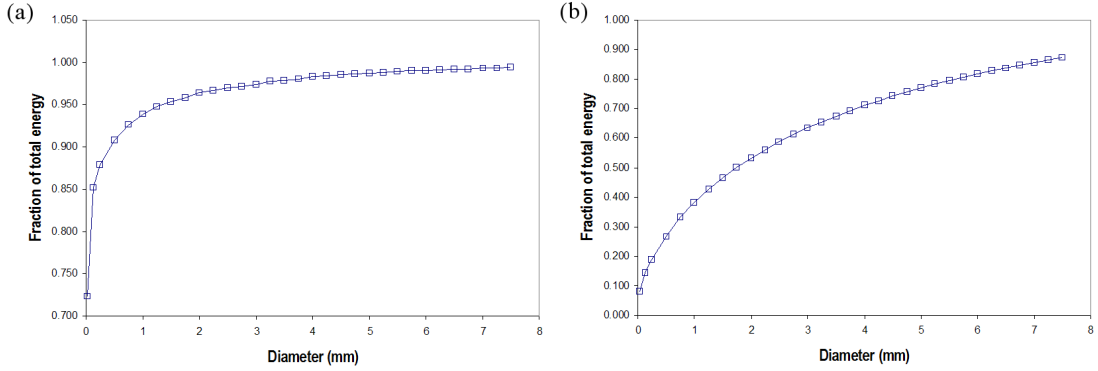 (a)
1.050
1.000
0.950
0.900
0.850
0.800
0.750
0.700
Fraction of total energy
0 1 2 3 4 5 6 7 8
Diameter (mm)
(b)
1.000
0.900
0.800
0.700
0.600
0.500
0.400
0.300
0.200
0.100
0.000
Fraction of total energy
0 1 2 3 4 5 6 7 8
Diameter (mm)